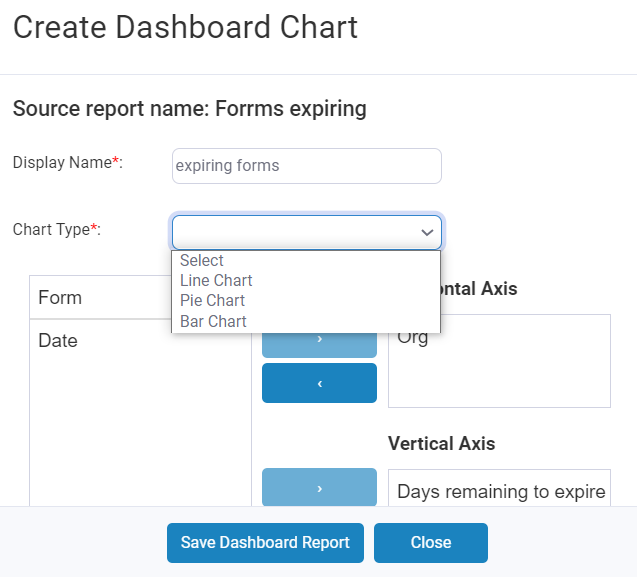 Create Dashboard Chart
Source report name: Forrms expiring
Display Name*:
expiring forms
Chart Type*:
Select
Line Chart
Pie Chart
Bar Chart
Form
ontal Axis
Date
›
Org
‹
Vertical Axis
›
Days remaining to expire
Save Dashboard Report
Close